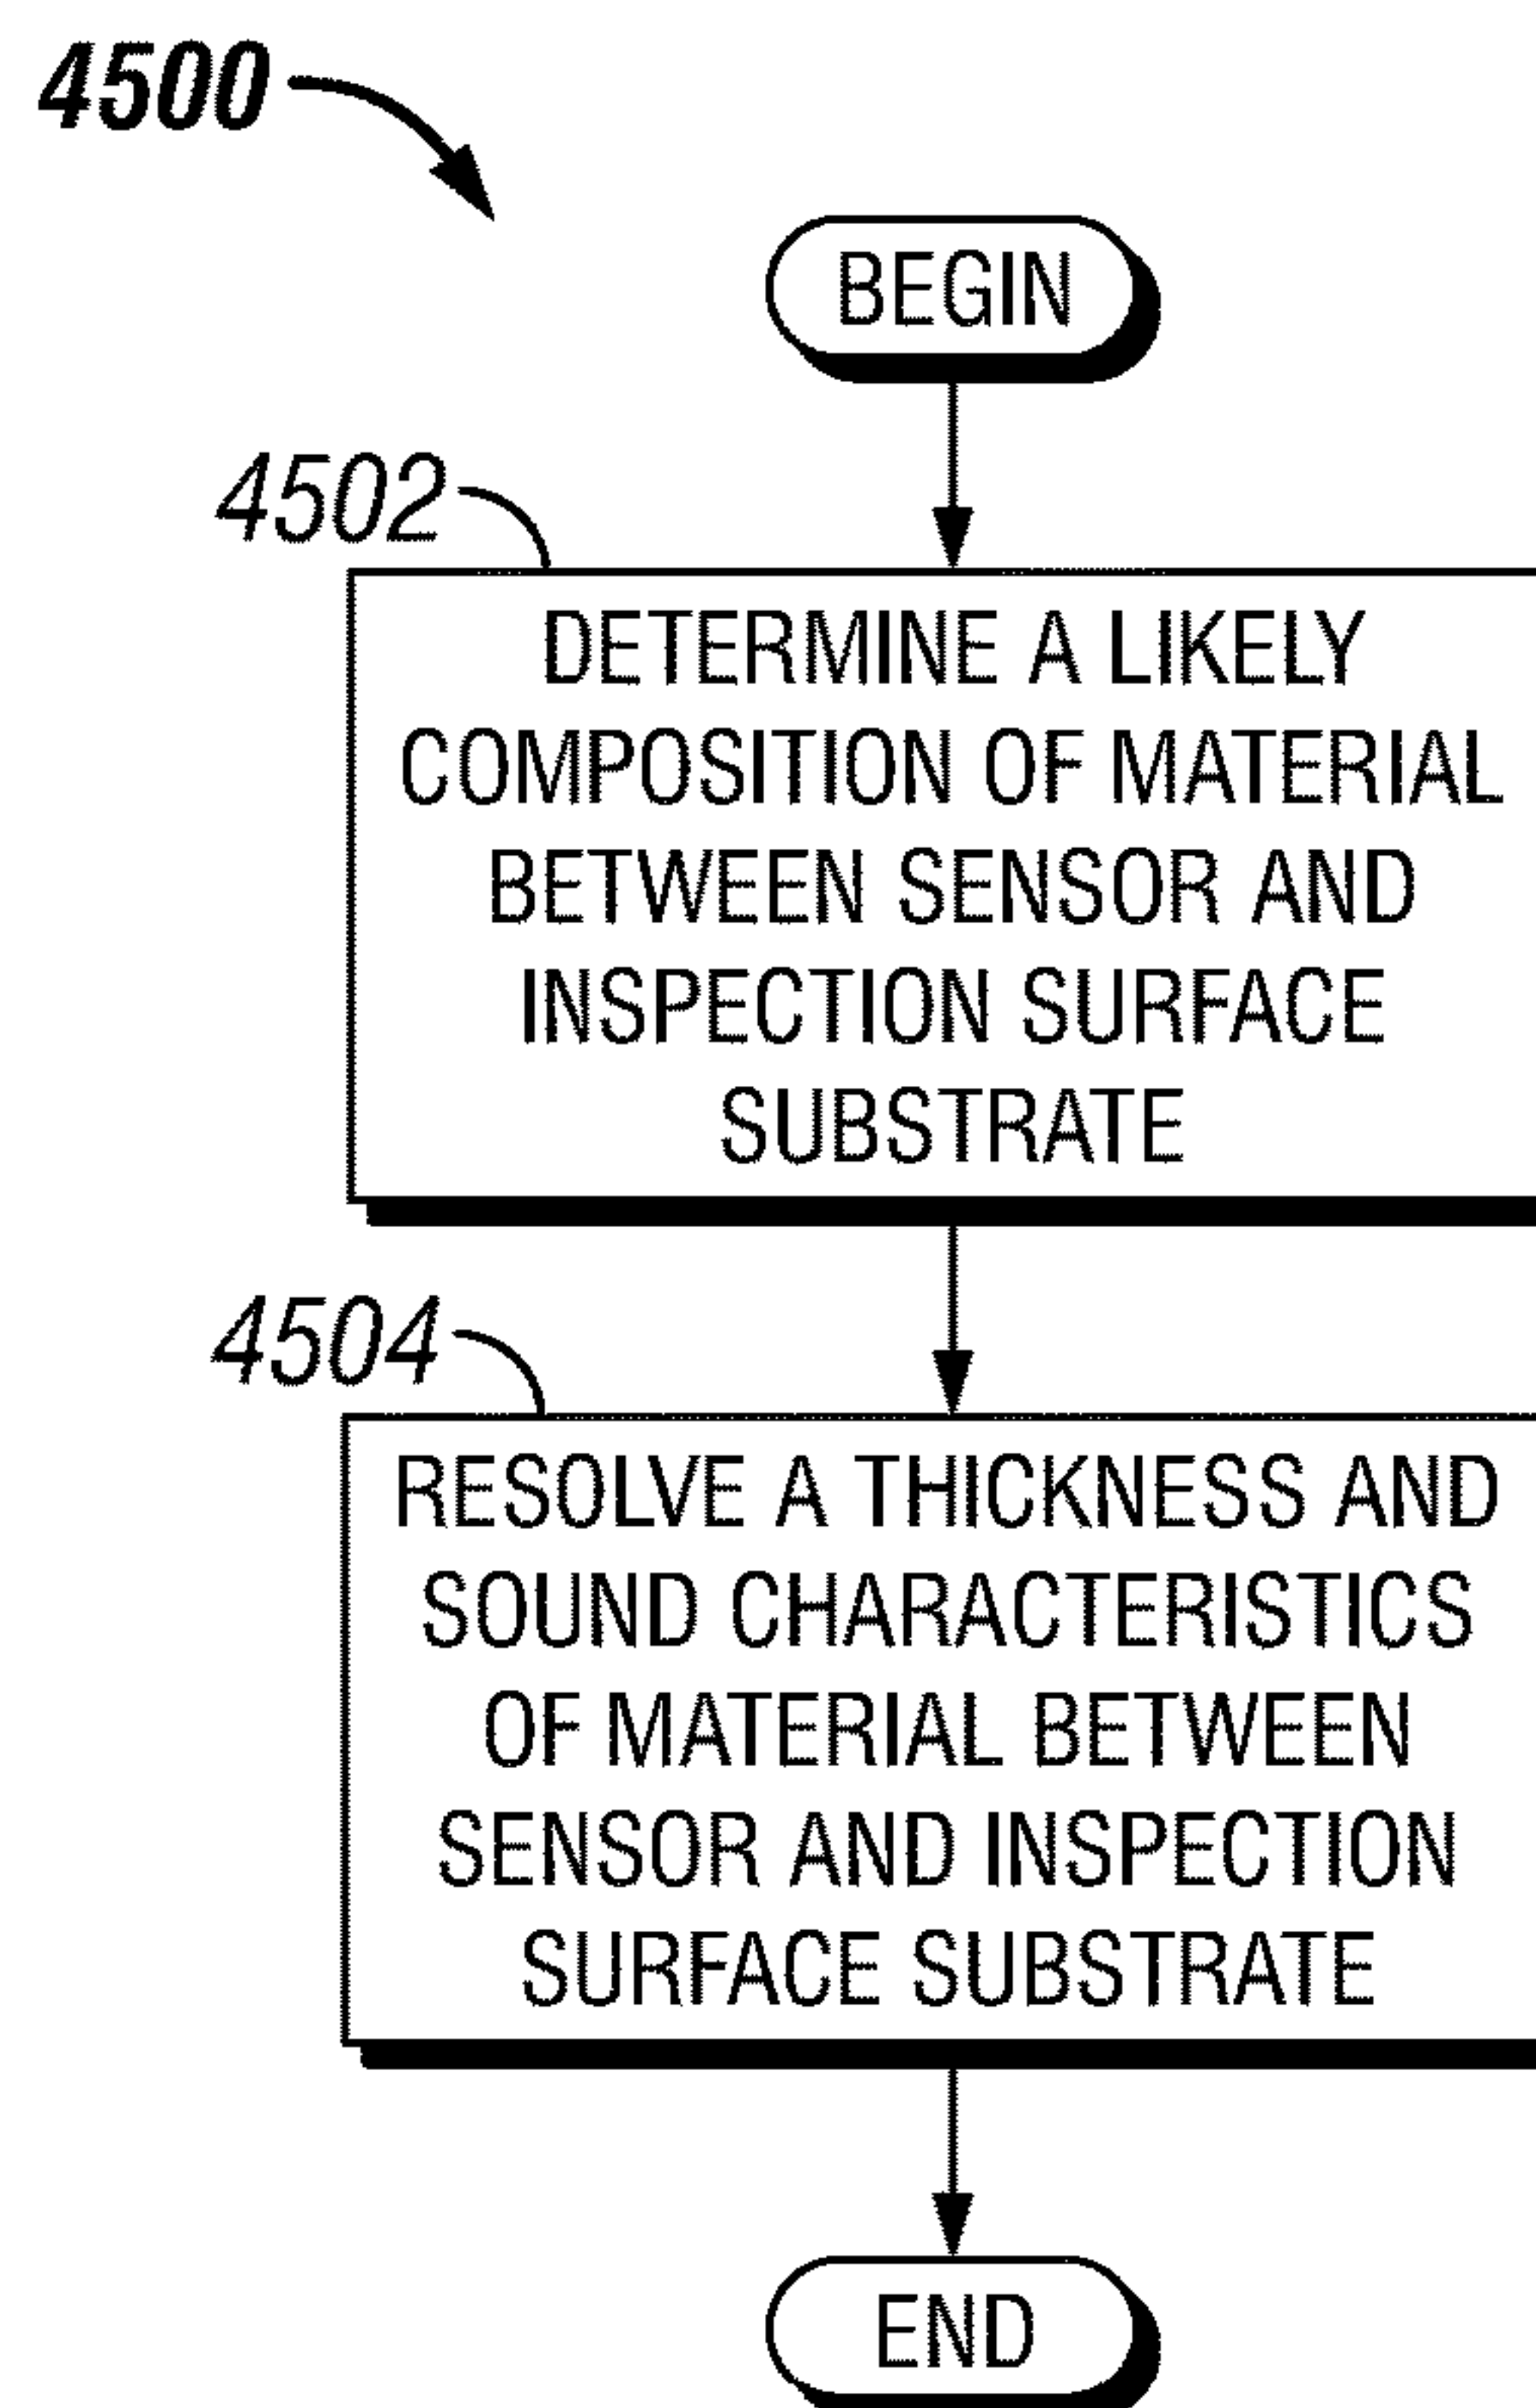 4500
BEGIN
4502
DETERMINE A LIKELY
COMPOSITION OF MATERIAL
BETWEEN SENSOR AND
INSPECTION SURFACE
SUBSTRATE
4504
RESOLVE A THICKNESS AND
SOUND CHARACTERISTICS
OF MATERIAL BETWEEN
SENSOR AND INSPECTION
SURFACE SUBSTRATE
END